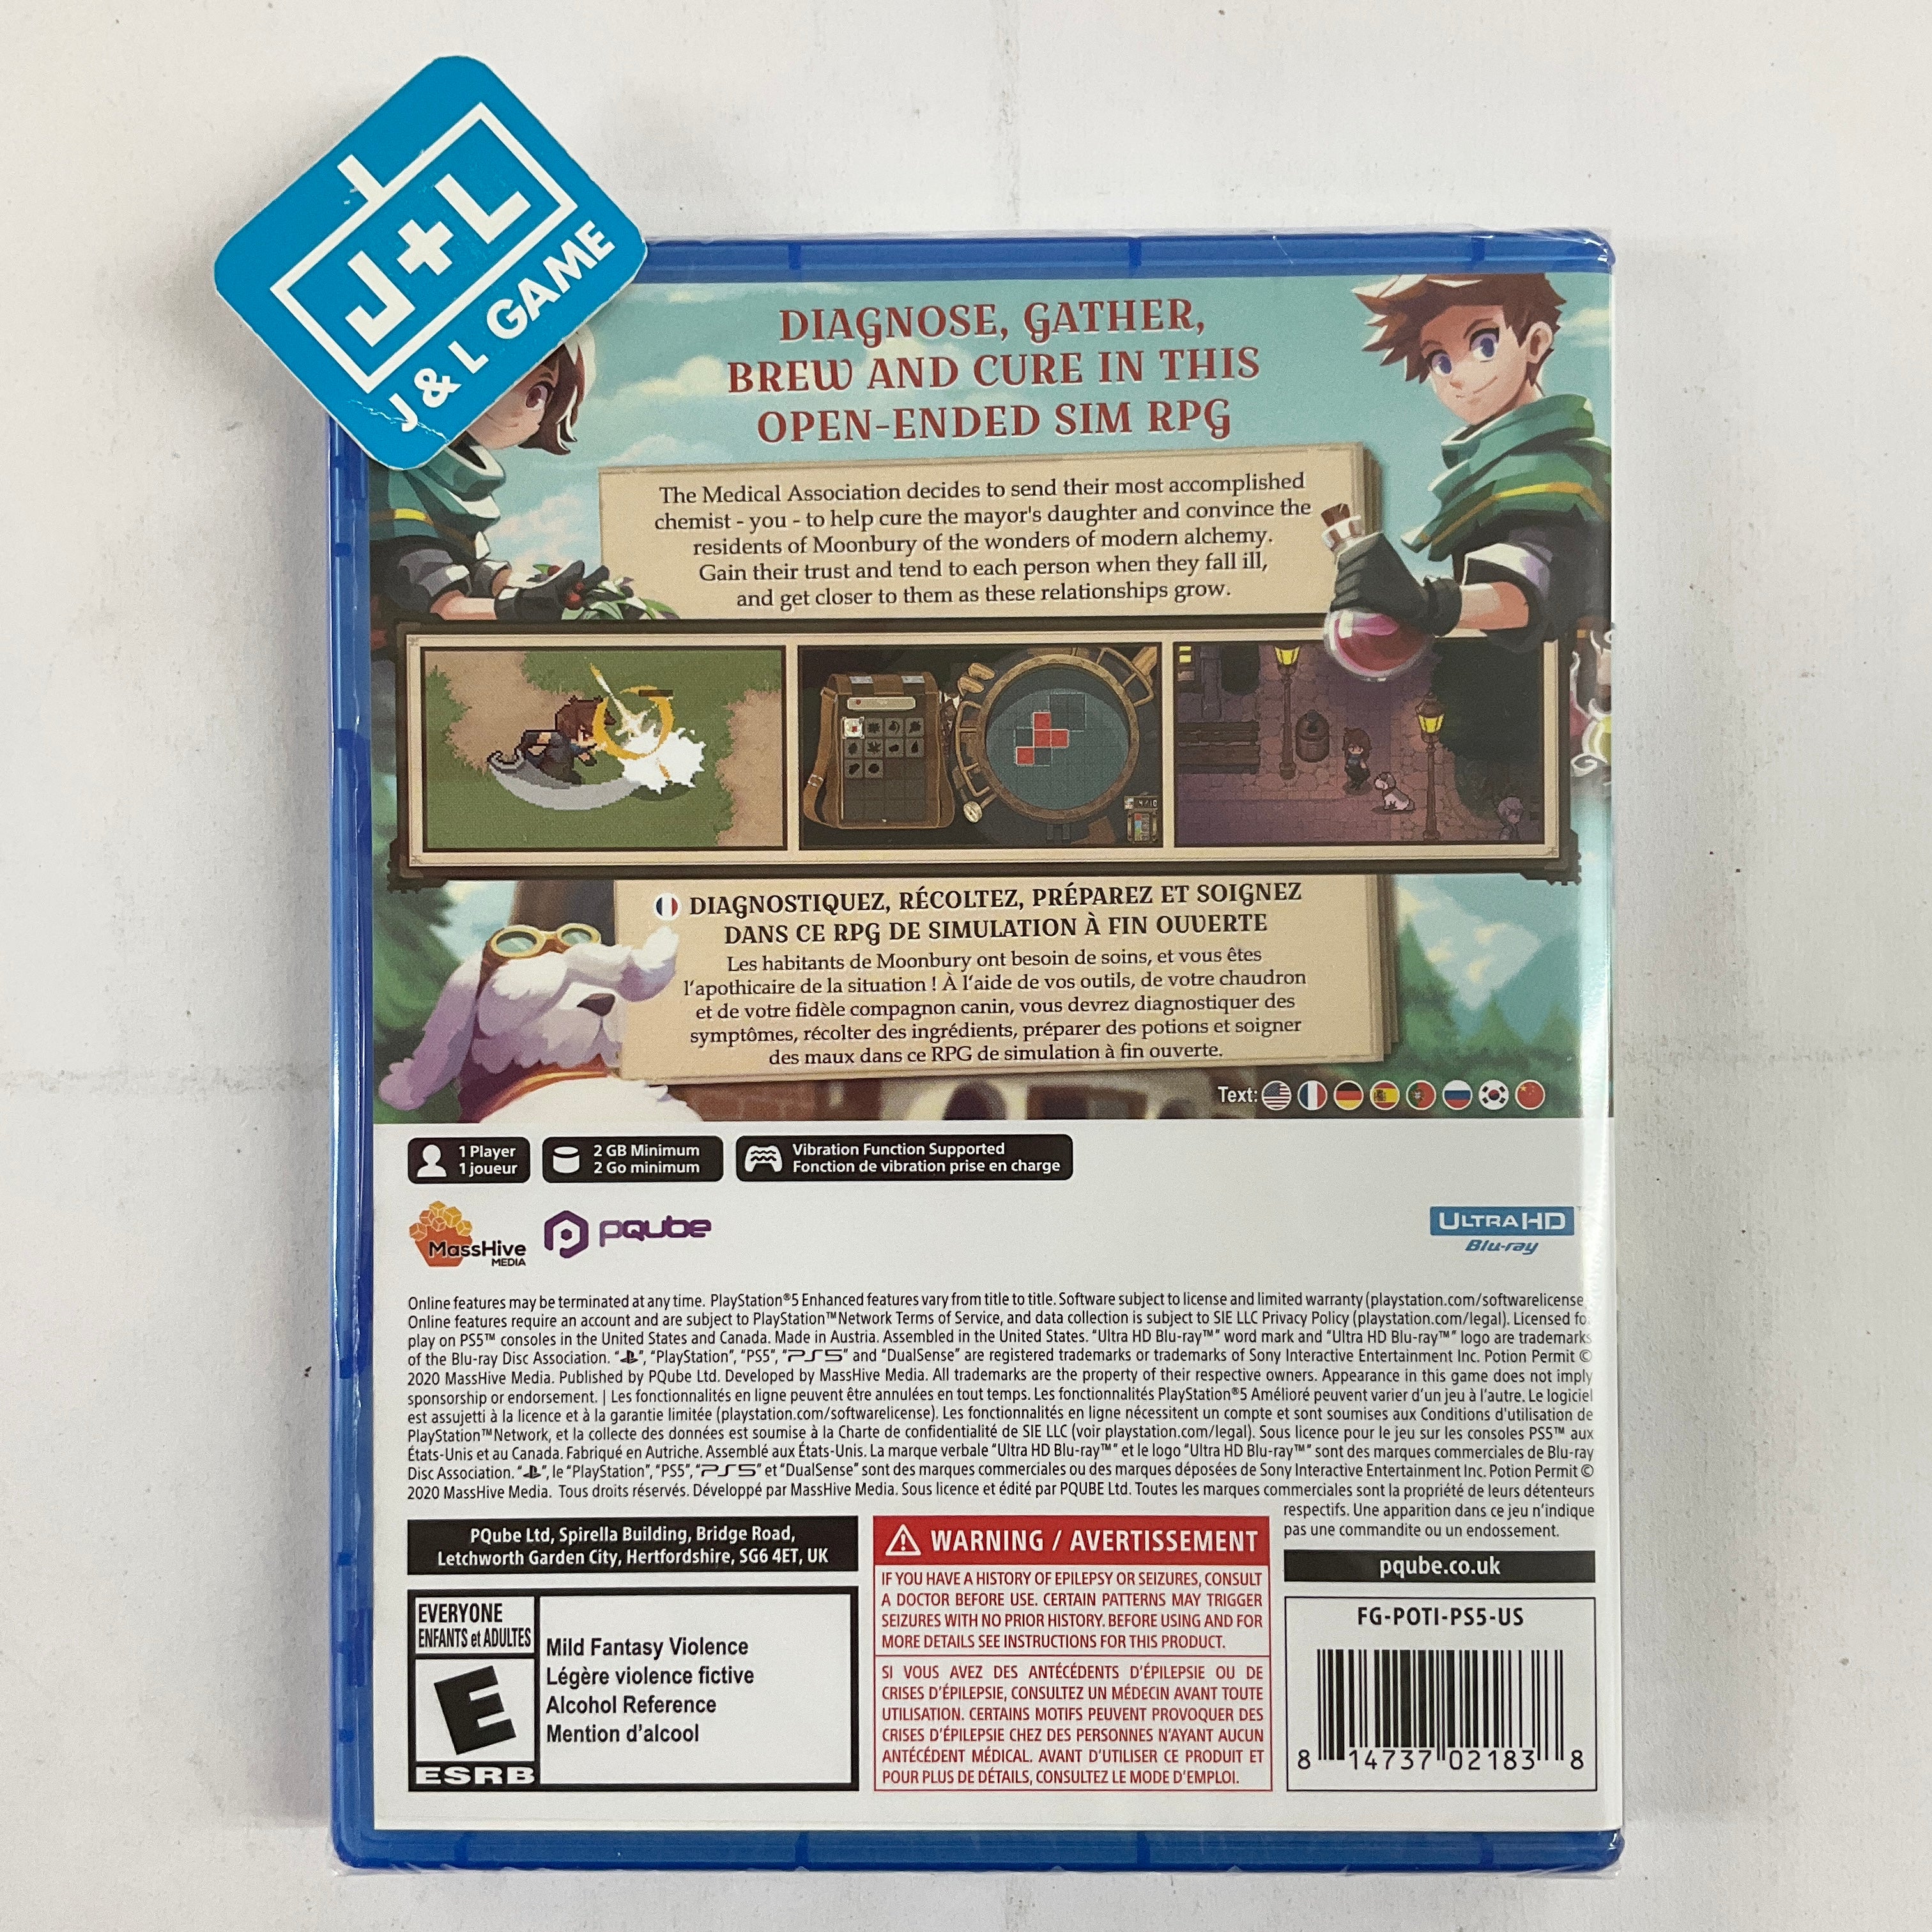 J+L
J & L GAME
DIAGNOSE, GATHER,
BREW AND CURE IN THIS
OPEN-ENDED SIM RPG
The Medical Association decides to send their most accomplished
chemist - you - to help cure the mayor's daughter and convince the
residents of Moonbury of the wonders of modern alchemy.
Gain their trust and tend to each person when they fall ill,
and get closer to them as these relationships grow.
DIAGNOSTIQUEZ, RÉCOLTEZ, PRÉPAREZ ET SOIGNEZ
DANS CE RPG DE SIMULATION À FIN OUVERTE
Les habitants de Moonbury ont besoin de soins, et vous êtes
l'apothicaire de la situation ! À l'aide de vos outils, de votre chaudron
et de votre fidèle compagnon canin, vous devrez diagnostiquer des
symptômes, récolter des ingrédients, préparer des potions et soigner
des maux dans ce RPG de simulation à fin ouverte.
Text:
1 Player
1 joueur
2 GB Minimum
2 Go minimum
Vibration Function Supported
Fonction de vibration prise en charge
MassHive
MEDIA
PQube
ULTRA HD
Blu-ray
Online features may be terminated at any time. PlayStation®5 Enhanced features vary from title to title. Software subject to license and limited warranty (playstation.com/softwarelicense
Online features require an account and are subject to PlayStation™Network Terms of Service, and data collection is subject to SIE LLC Privacy Policy (playstation.com/legal). Licensed fo
play on PS5™ consoles in the United States and Canada. Made in Austria. Assembled in the United States. "Ultra HD Blu-ray™" word mark and "Ultra HD Blu-ray™" logo are trademarks
of the Blu-ray Disc Association. "", "PlayStation", "PS5", "PS5" and "DualSense" are registered trademarks or trademarks of Sony Interactive Entertainment Inc. Potion Permit ©
2020 MassHive Media. Published by PQube Ltd. Developed by MassHive Media. All trademarks are the property of their respective owners. Appearance in this game does not imply
sponsorship or endorsement. | Les fonctionnalités en ligne peuvent être annulées en tout temps. Les fonctionnalités PlayStation®5 Amélioré peuvent varier d'un jeu à l'autre. Le logiciel
est assujetti à la licence et à la garantie limitée (playstation.com/softwarelicense). Les fonctionnalités en ligne nécessitent un compte et sont soumises aux Conditions d'utilisation de
PlayStation™Network, et la collecte des données est soumise à la Charte de confidentialité de SIE LLC (voir playstation.com/legal). Sous licence pour le jeu sur les consoles PS5™ aux
États-Unis et au Canada. Fabriqué en Autriche. Assemblé aux États-Unis. La marque verbale "Ultra HD Blu-ray™" et le logo "Ultra HD Blu-ray™" sont des marques commerciales de Blu-ray
Disc Association. "", le "PlayStation", "PS5", "PS5" et "DualSense" sont des marques commerciales ou des marques déposées de Sony Interactive Entertainment Inc. Potion Permit ©
2020 MassHive Media. Tous droits réservés. Développé par MassHive Media. Sous licence et édité par PQUBE Ltd. Toutes les marques commerciales sont la propriété de leurs détenteurs
respectifs. Une apparition dans ce jeu n'indique
pas une commandite ou un endossement.
PQube Ltd, Spirella Building, Bridge Road,
Letchworth Garden City, Hertfordshire, SG6 4ET, UK
EVERYONE
ENFANTS et ADULTES
E
ESRB
Mild Fantasy Violence
Légère violence fictive
Alcohol Reference
Mention d'alcool
WARNING / AVERTISSEMENT
IF YOU HAVE A HISTORY OF EPILEPSY OR SEIZURES, CONSULT
A DOCTOR BEFORE USE. CERTAIN PATTERNS MAY TRIGGER
SEIZURES WITH NO PRIOR HISTORY. BEFORE USING AND FOR
MORE DETAILS SEE INSTRUCTIONS FOR THIS PRODUCT.
SI VOUS AVEZ DES ANTÉCÉDENTS D'ÉPILEPSIE OU DE
CRISES D'ÉPILEPSIE, CONSULTEZ UN MÉDECIN AVANT TOUTE
UTILISATION. CERTAINS MOTIFS PEUVENT PROVOQUER DES
CRISES D'ÉPILEPSIE CHEZ DES PERSONNES N'AYANT AUCUN
ANTÉCÉDENT MÉDICAL. AVANT D'UTILISER CE PRODUIT ET
POUR PLUS DE DÉTAILS, CONSULTEZ LE MODE D'EMPLOI.
pqube.co.uk
FG-POTI-PS5-US
8 14737 02183 8